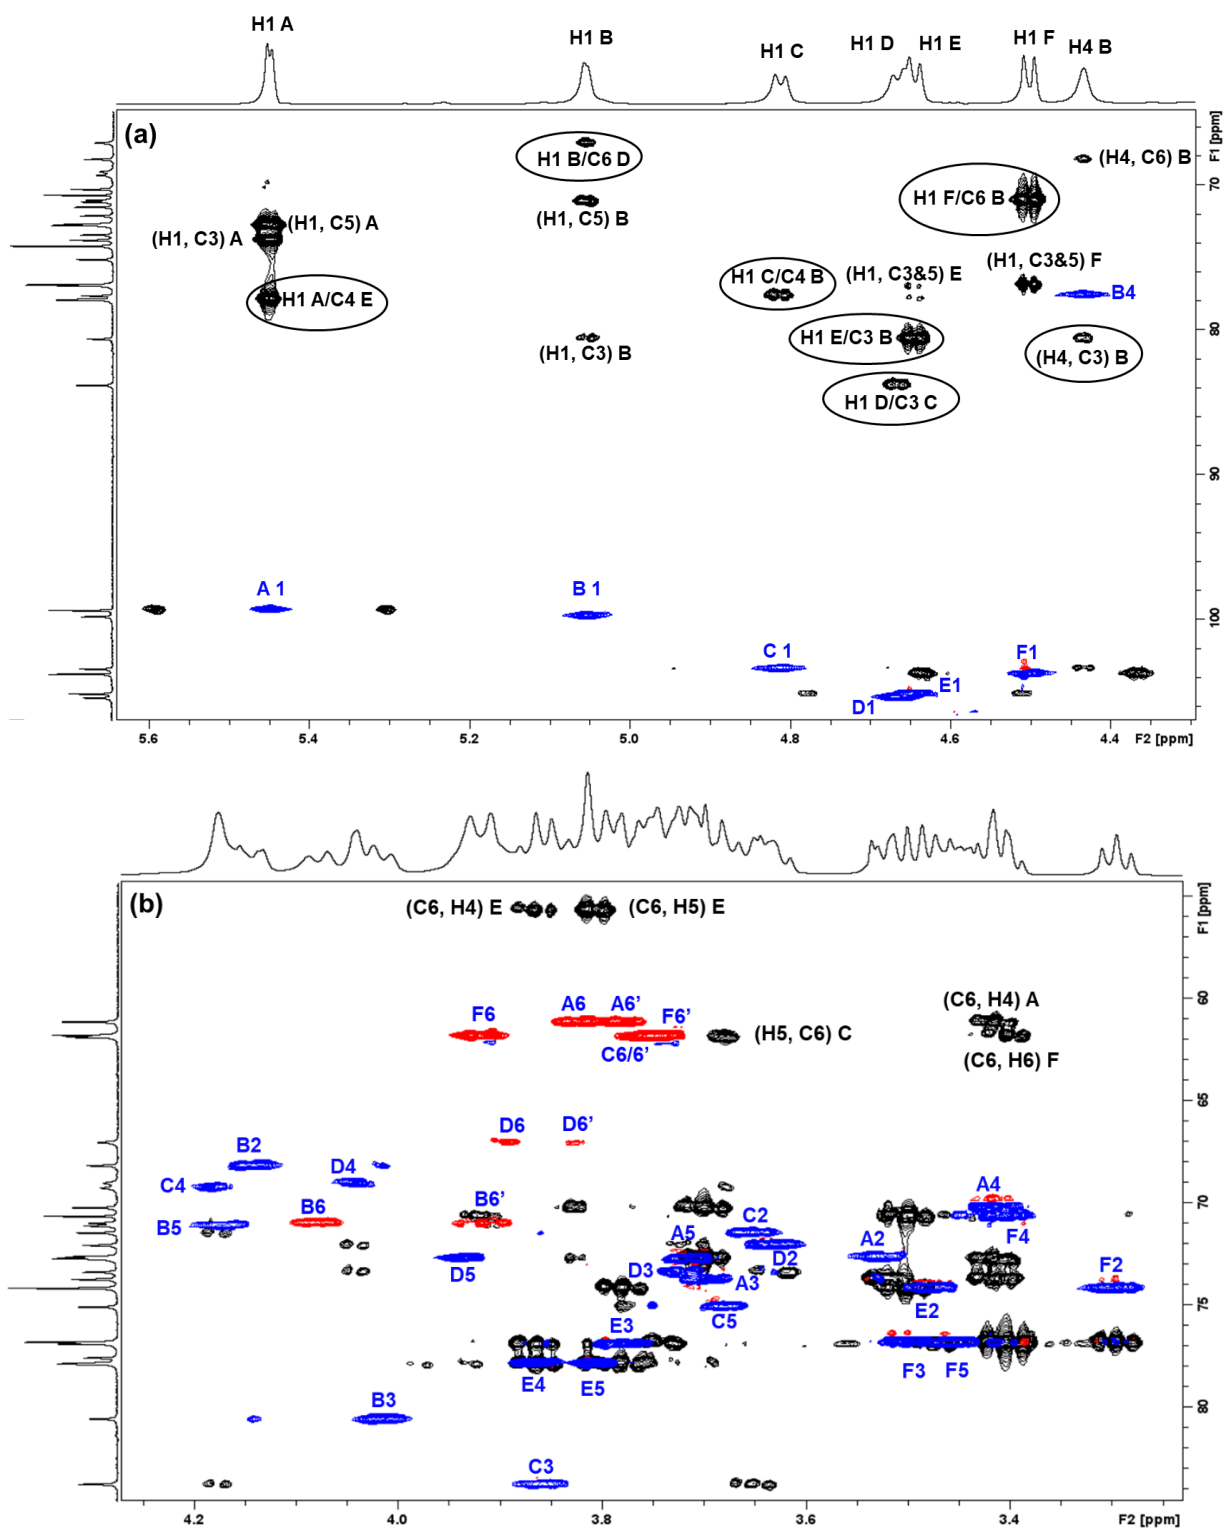 H1 A
H1 B
H1 C
H1 D
H1 E
H1 F
H4 B
(a)
H1 B/C6 D
(H4, C6) B
(H1, C5) A
(H1, C3) A
(H1, C5) B
H1 F/C6 B
H1 A/C4 E
H1 C/C4 B
(H1, C3&5) E
(H1, C3&5) F
B4
H1 E/C3 B
(H1, C3) B
(H4, C3) B
H1 D/C3 C
A 1
B 1
C 1
D1
E1
F1
70
80
90
100
F1 [ppm]
5.6
5.4
5.2
5.0
4.8
4.6
4.4
F2 [ppm]
(b)
(C6, H4) E
(C6, H5) E
F6
A6
A6’
F6’
C6/6’
(H5, C6) C
(C6, H4) A
(C6, H6) F
D6
D6’
B2
C4
D4
B5
B6
B6’
A5
C2
D2
A2
A4
F4
D5
D3
A3
C5
E2
F2
E3
E4
E5
F3
F5
B3
C3
60
65
70
75
80
F1 [ppm]
4.2
4.0
3.8
3.6
3.4
F2 [ppm]